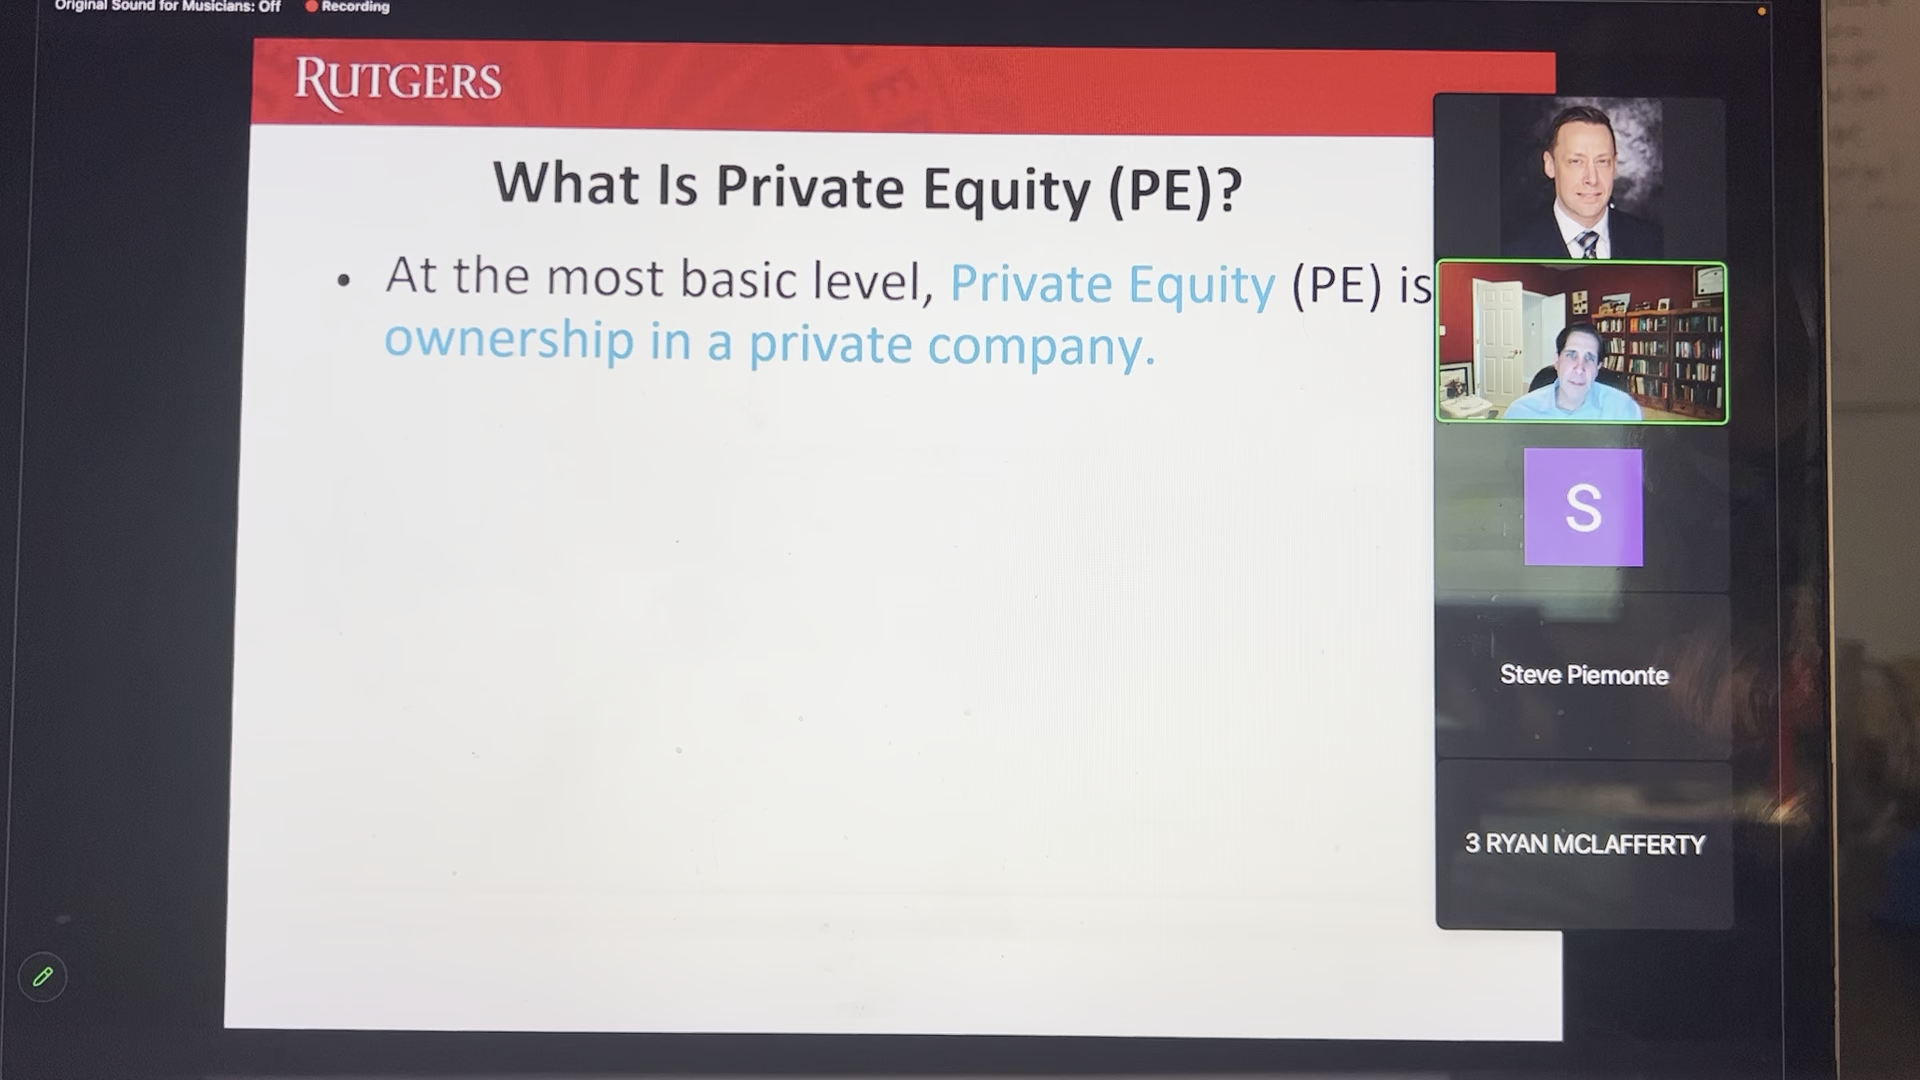 Original Sound for Musicians: Off
Recording
RUTGERS
What Is Private Equity (PE)?
• At the most basic level, Private Equity (PE) is
ownership in a private company.
S
Steve Piemonte
3 RYAN MCLAFFERTY